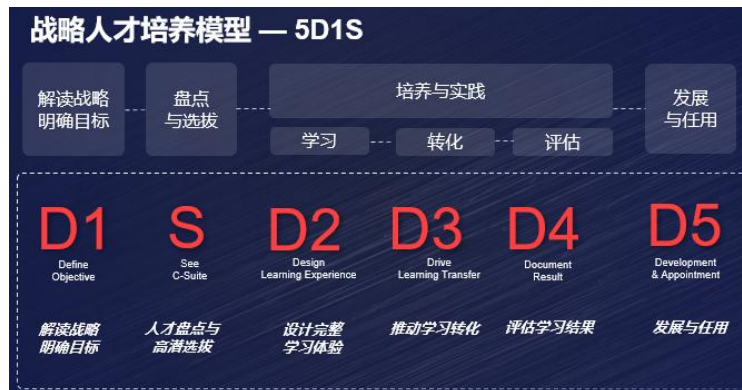 战略人才培养模型 — 5D1S
解读战略
明确目标
盘点
与选拔
培养与实践
学习
转化
评估
发展
与任用
D1
Define
Objective
解读战略
明确目标
S
See
C-Suite
人才盘点与
高潜选拔
D2
Design
Learning Experience
设计完整
学习体验
D3
Drive
Learning Transfer
推动学习转化
D4
Document
Result
评估学习结果
D5
Development
& Appointment
发展与任用